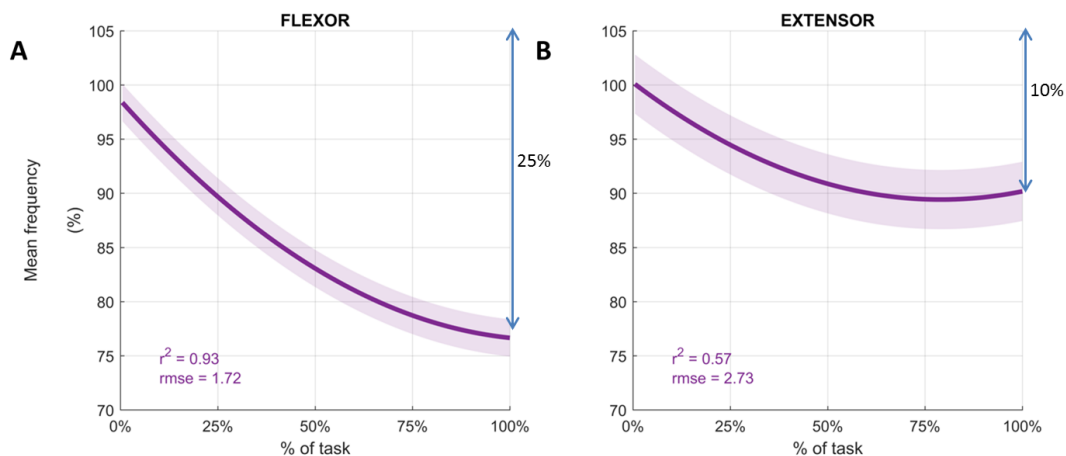 FLEXOR
A
105
100
95
90
85
80
75
70
Mean frequency
(%)
25%
r2 = 0.93
rmse = 1.72
0%
25%
50%
75%
100%
% of task
EXTENSOR
B
105
100
95
90
85
80
75
70
10%
r2 = 0.57
rmse = 2.73
0%
25%
50%
75%
100%
% of task